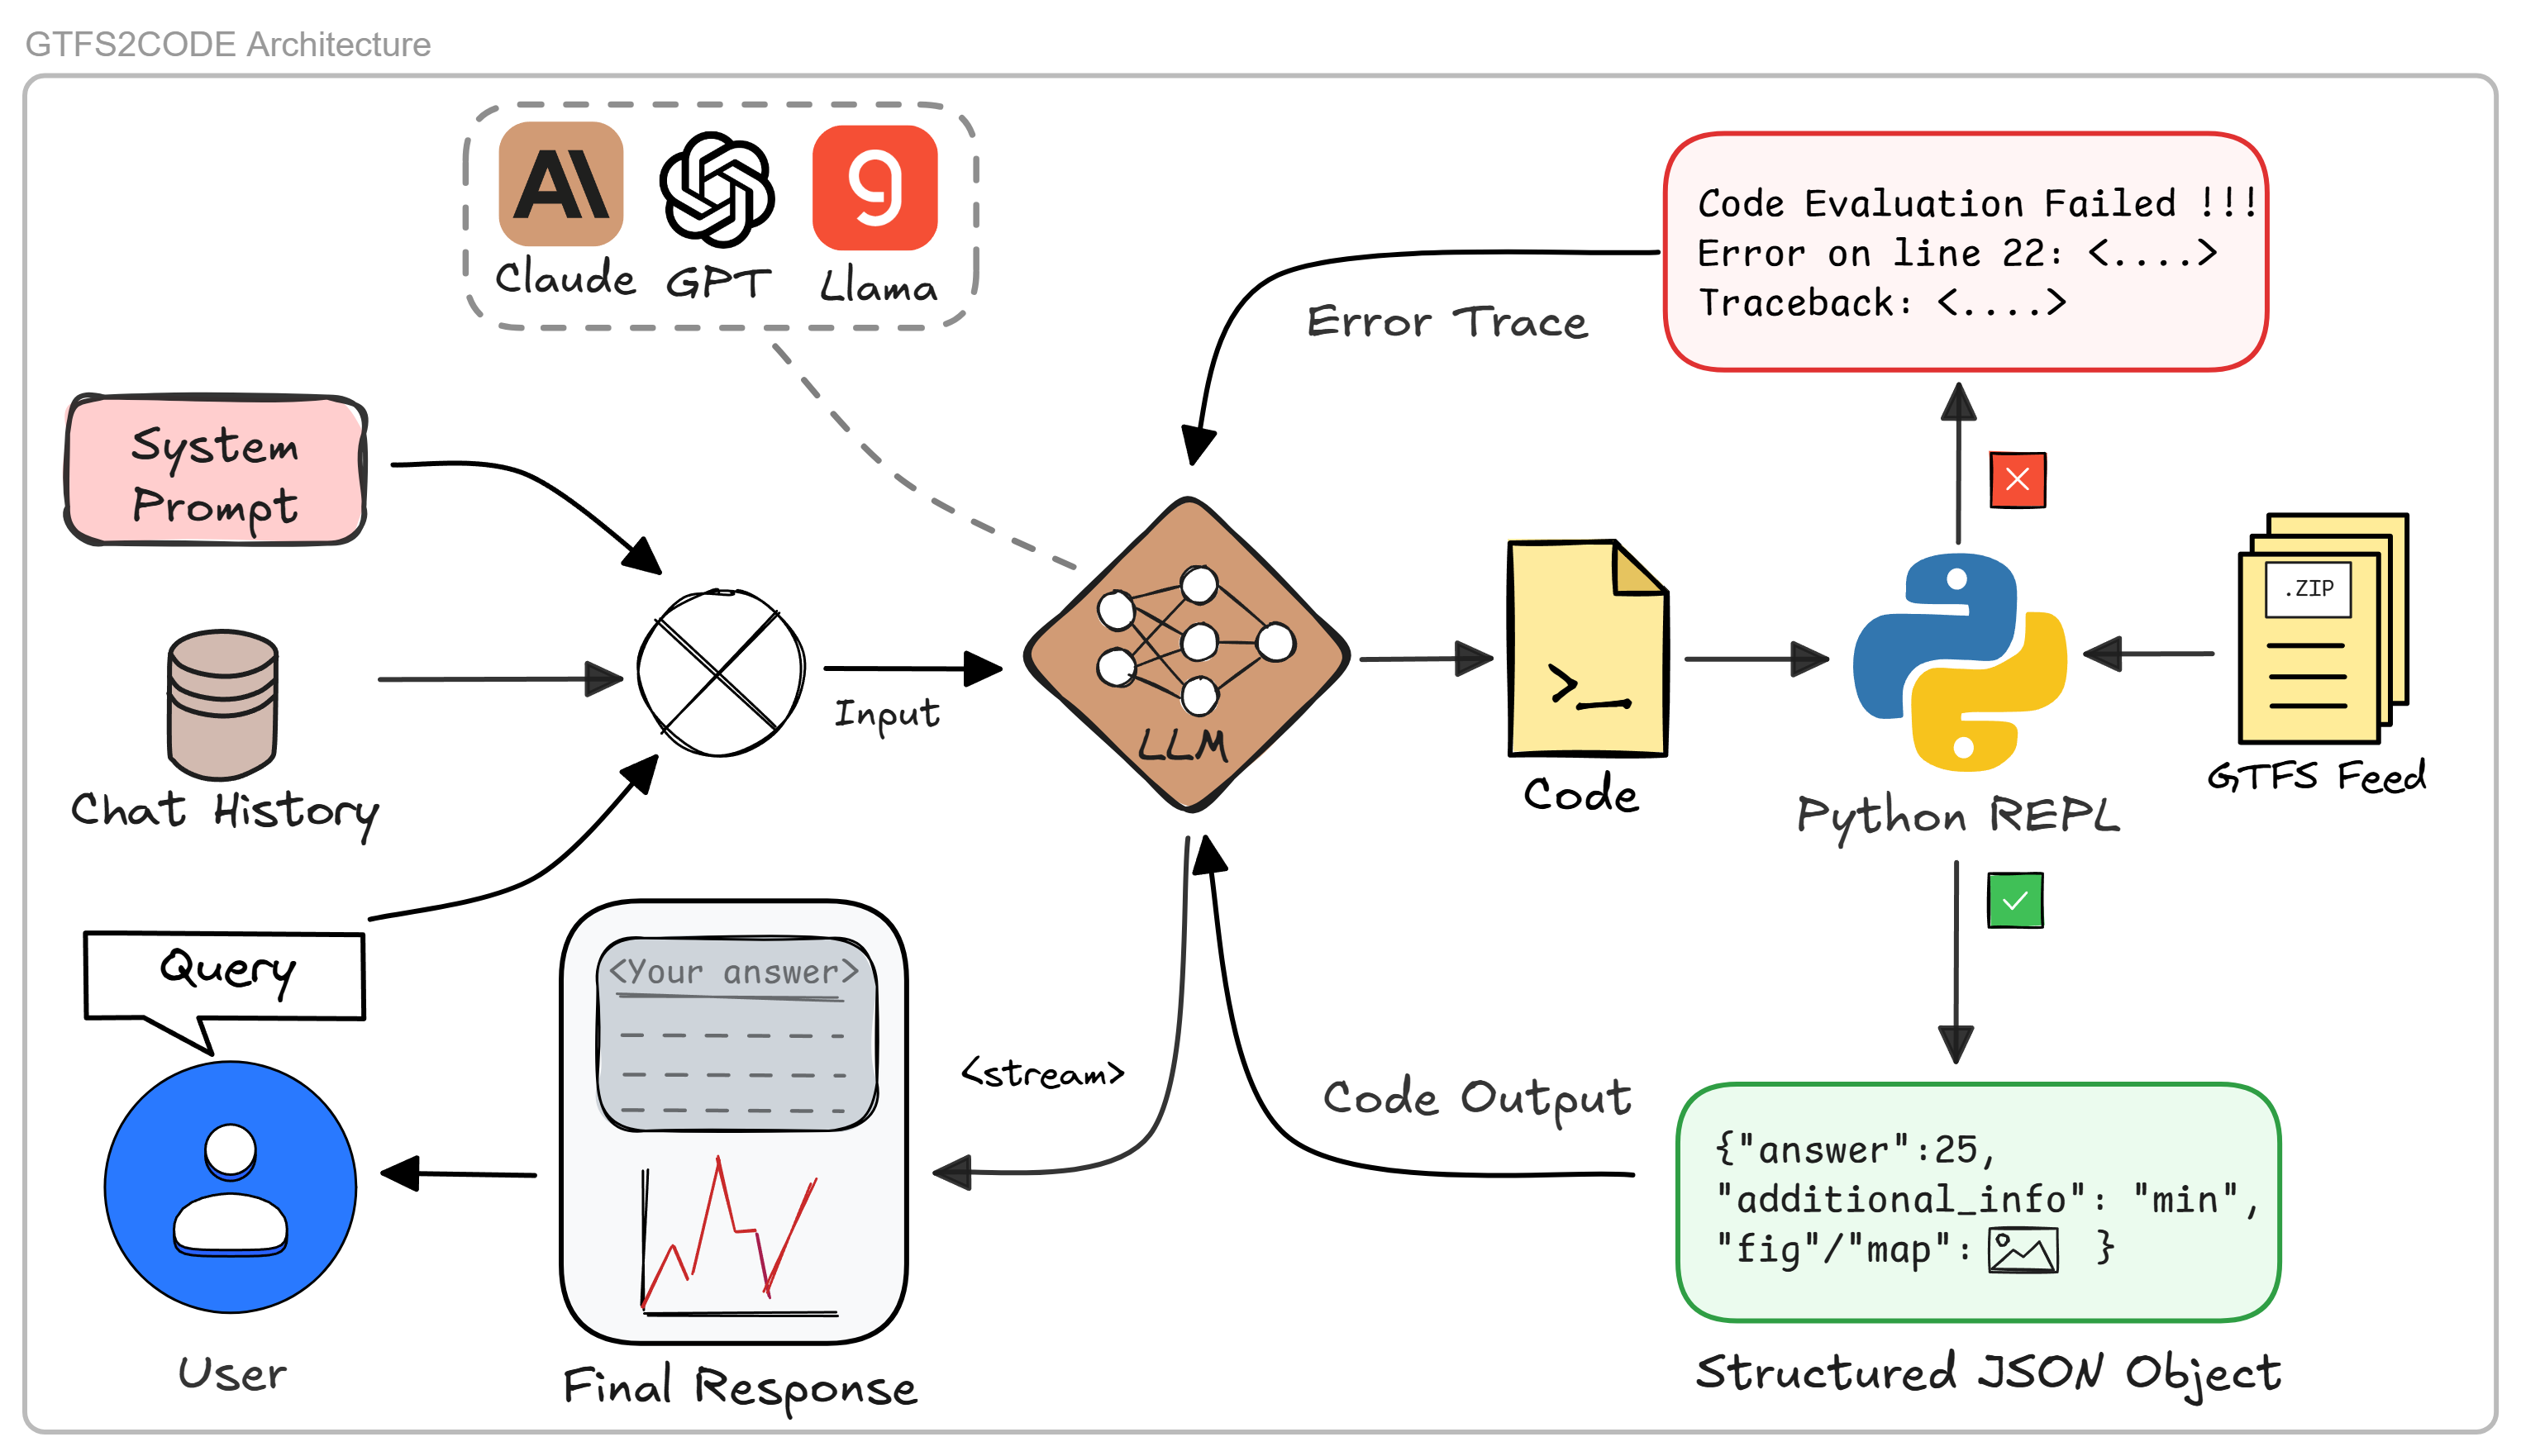 GTFS2CODE Architecture
Claude
GPT
Llama
Code Evaluation Failed !!!
Error on line 22: <....>
Traceback: <....>
Error Trace
System
Prompt
.ZIP
Input
LLM
>_
Code
Python REPL
GTFS Feed
Chat History
Query
<Your answer>
<stream>
Code Output
{"answer":25,
"additional_info": "min",
"fig"/"map": }
User
Final Response
Structured JSON Object